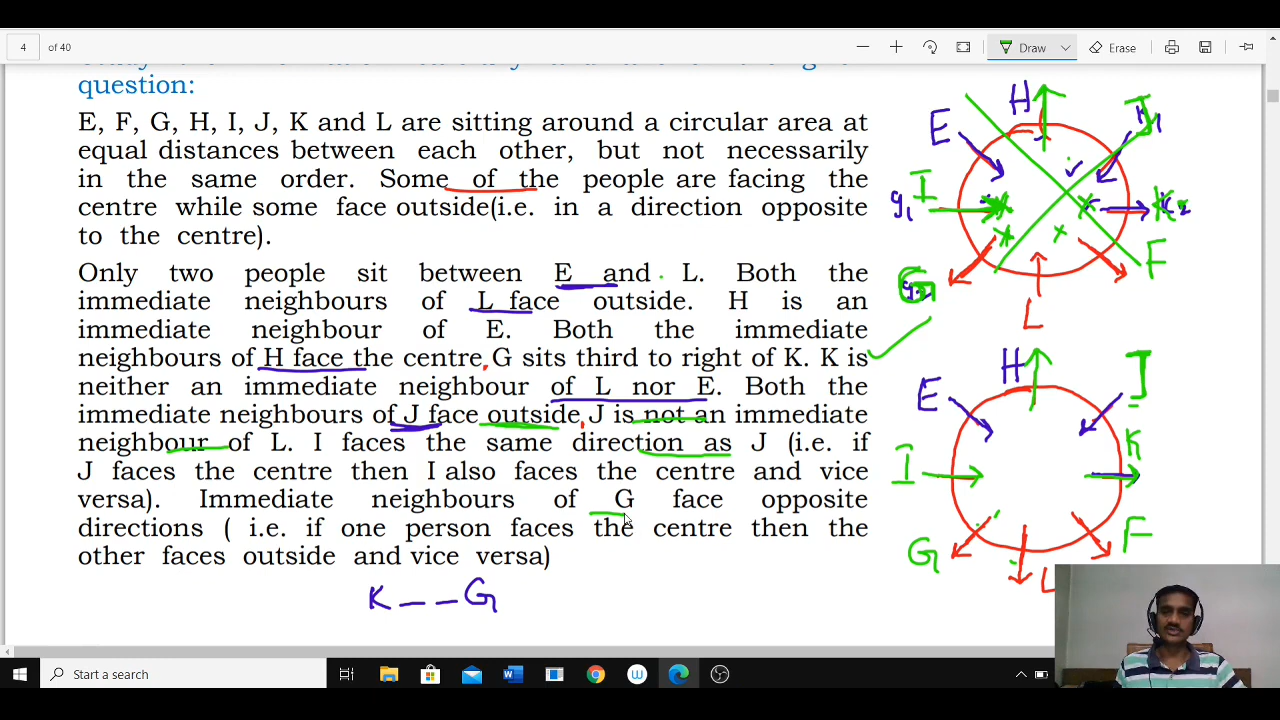 4 of 40
Draw
Erase
question:
E, F, G, H, I, J, K and L are sitting around a circular area at
equal distances between each other, but not necessarily
in the same order. Some of the people are facing the
centre while some face outside(i.e. in a direction opposite
to the centre).
Only two people sit between E and L. Both the
immediate neighbours of L face outside. H is an
immediate neighbour of E. Both the immediate
neighbours of H face the centre, G sits third to right of K. K is
neither an immediate neighbour of L nor E. Both the
immediate neighbours of J face outside, J is not an immediate
neighbour of L. I faces the same direction as J (i.e. if
J faces the centre then I also faces the centre and vice
versa). Immediate neighbours of G face opposite
directions ( i.e. if one person faces the centre then the
other faces outside and vice versa)
K _ _ G
H
E
J
I
K
G
F
L
H
J
E
K
I
G
F
L
Start a search